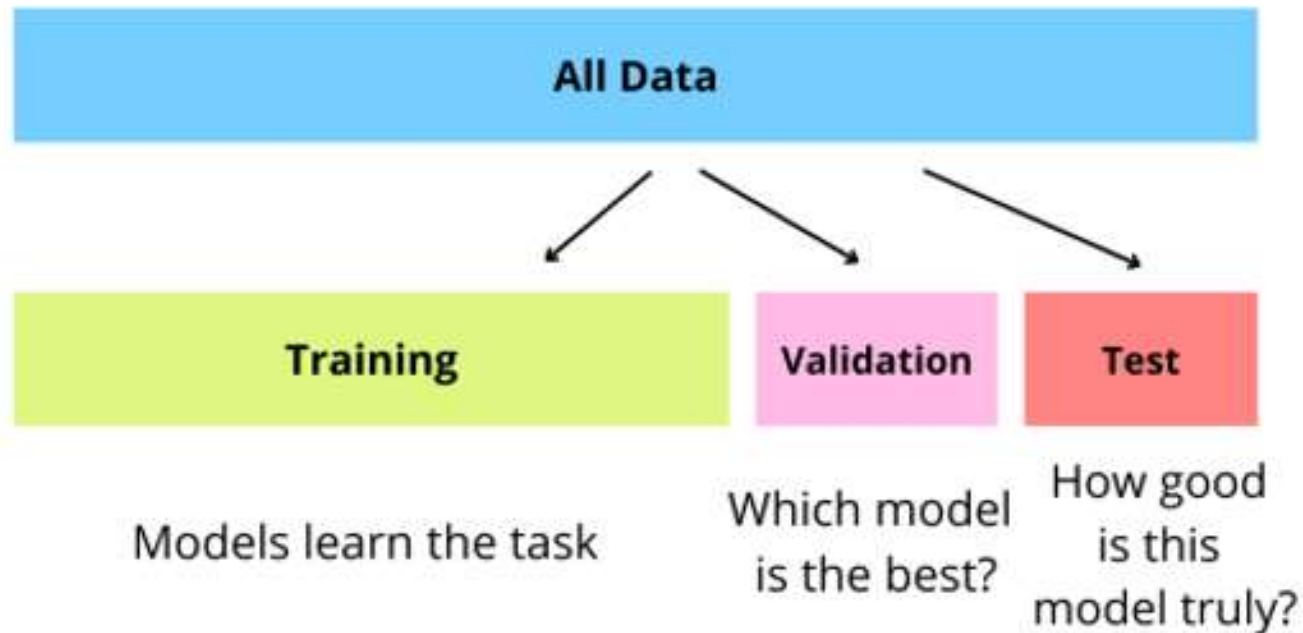 All Data
Training
Validation
Test
Models learn the task
Which model
is the best?
How good
is this
model truly?